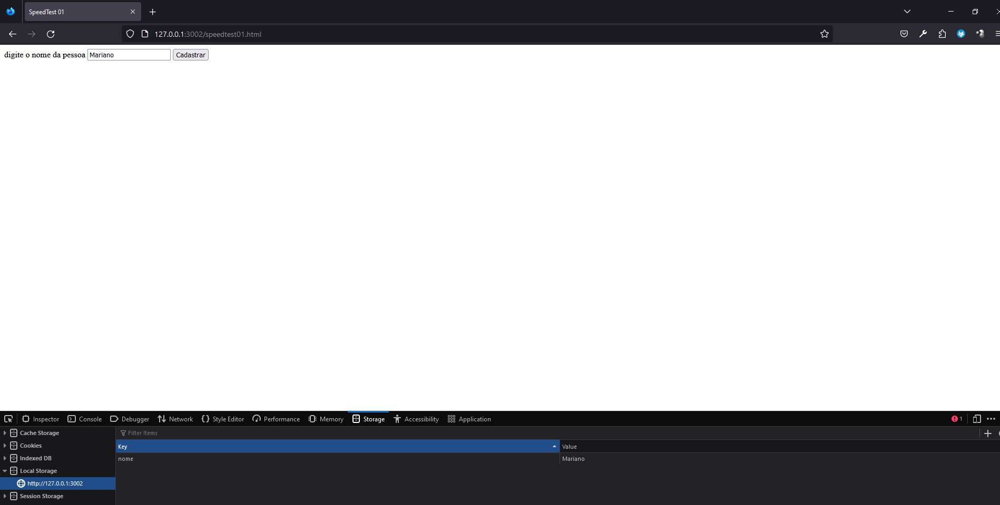 SpeedTest 01
127.0.0.1:3002/speedtest01.html
digite o nome da pessoa Mariano Cadastrar
Inspector Console Debugger Network Style Editor Performance Memory Storage Accessibility Application 1
Cache Storage
Filter Items
Cookies
Key Value
Indexed DB
nome Mariano
Local Storage
http://127.0.0.1:3002
Session Storage